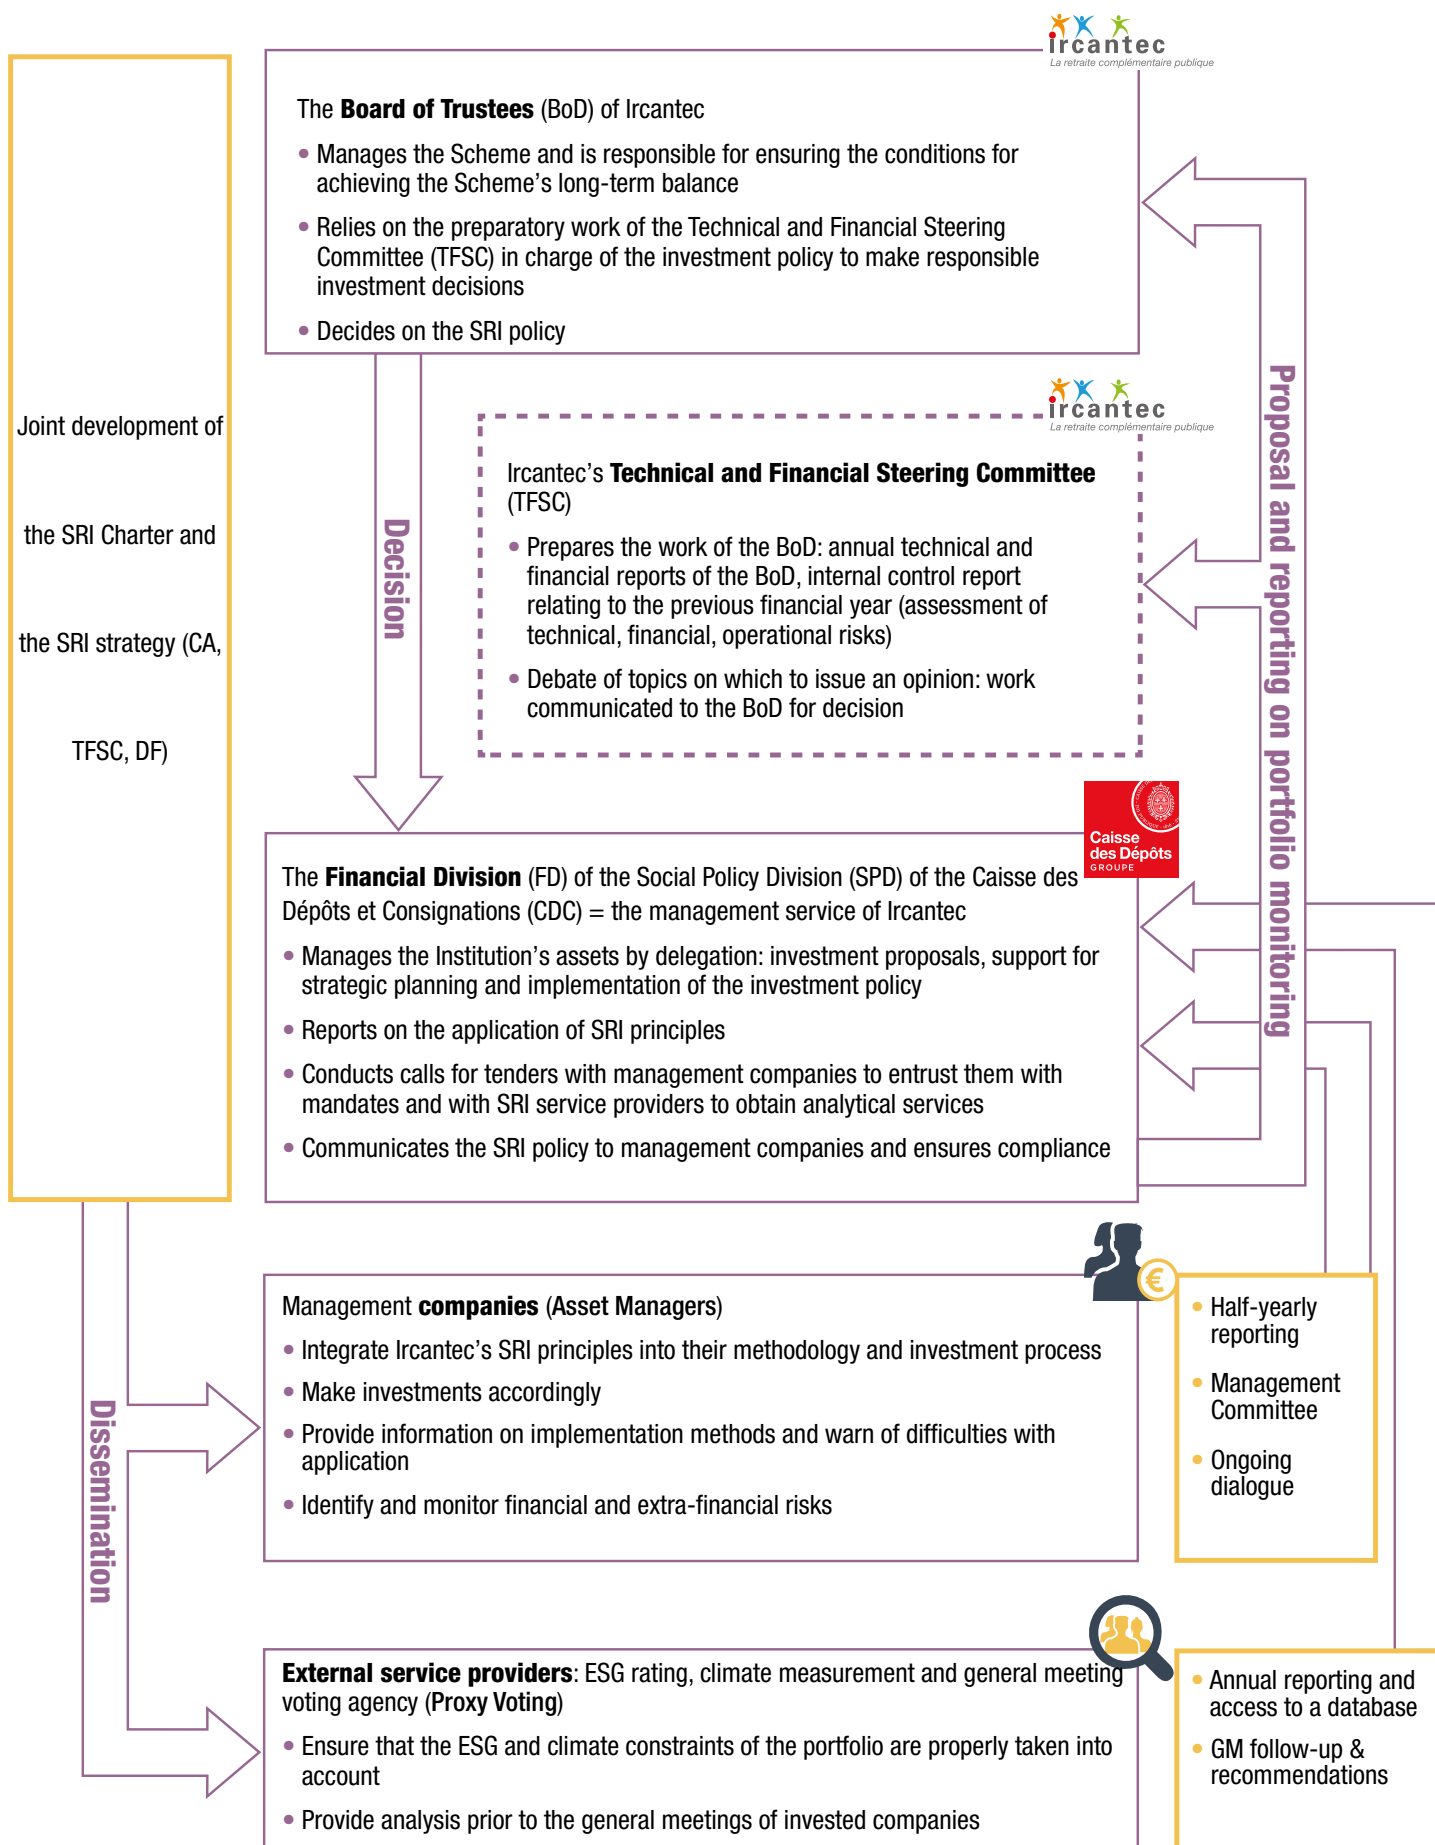 ircantec
La retraite complémentaire publique
The Board of Trustees (BoD) of Ircantec
• Manages the Scheme and is responsible for ensuring the conditions for
achieving the Scheme's long-term balance
• Relies on the preparatory work of the Technical and Financial Steering
Committee (TFSC) in charge of the investment policy to make responsible
investment decisions
• Decides on the SRI policy
Joint development of
the SRI Charter and
the SRI strategy (CA,
TFSC, DF)
Decision
ircantec
La retraite complémentaire publique
Ircantec's Technical and Financial Steering Committee
(TFSC)
• Prepares the work of the BoD: annual technical and
financial reports of the BoD, internal control report
relating to the previous financial year (assessment of
technical, financial, operational risks)
• Debate of topics on which to issue an opinion: work
communicated to the BoD for decision
Proposal and reporting on portfolio monitoring
Caisse
des Dépôts
GROUPE
The Financial Division (FD) of the Social Policy Division (SPD) of the Caisse des
Dépôts et Consignations (CDC) = the management service of Ircantec
• Manages the Institution's assets by delegation: investment proposals, support for
strategic planning and implementation of the investment policy
• Reports on the application of SRI principles
• Conducts calls for tenders with management companies to entrust them with
mandates and with SRI service providers to obtain analytical services
• Communicates the SRI policy to management companies and ensures compliance
Dissemination
€
Management companies (Asset Managers)
• Integrate Ircantec's SRI principles into their methodology and investment process
• Make investments accordingly
• Provide information on implementation methods and warn of difficulties with
application
• Identify and monitor financial and extra-financial risks
• Half-yearly
reporting
• Management
Committee
• Ongoing
dialogue
External service providers: ESG rating, climate measurement and general meeting
voting agency (Proxy Voting)
• Ensure that the ESG and climate constraints of the portfolio are properly taken into
account
• Provide analysis prior to the general meetings of invested companies
• Annual reporting and
access to a database
• GM follow-up &
recommendations